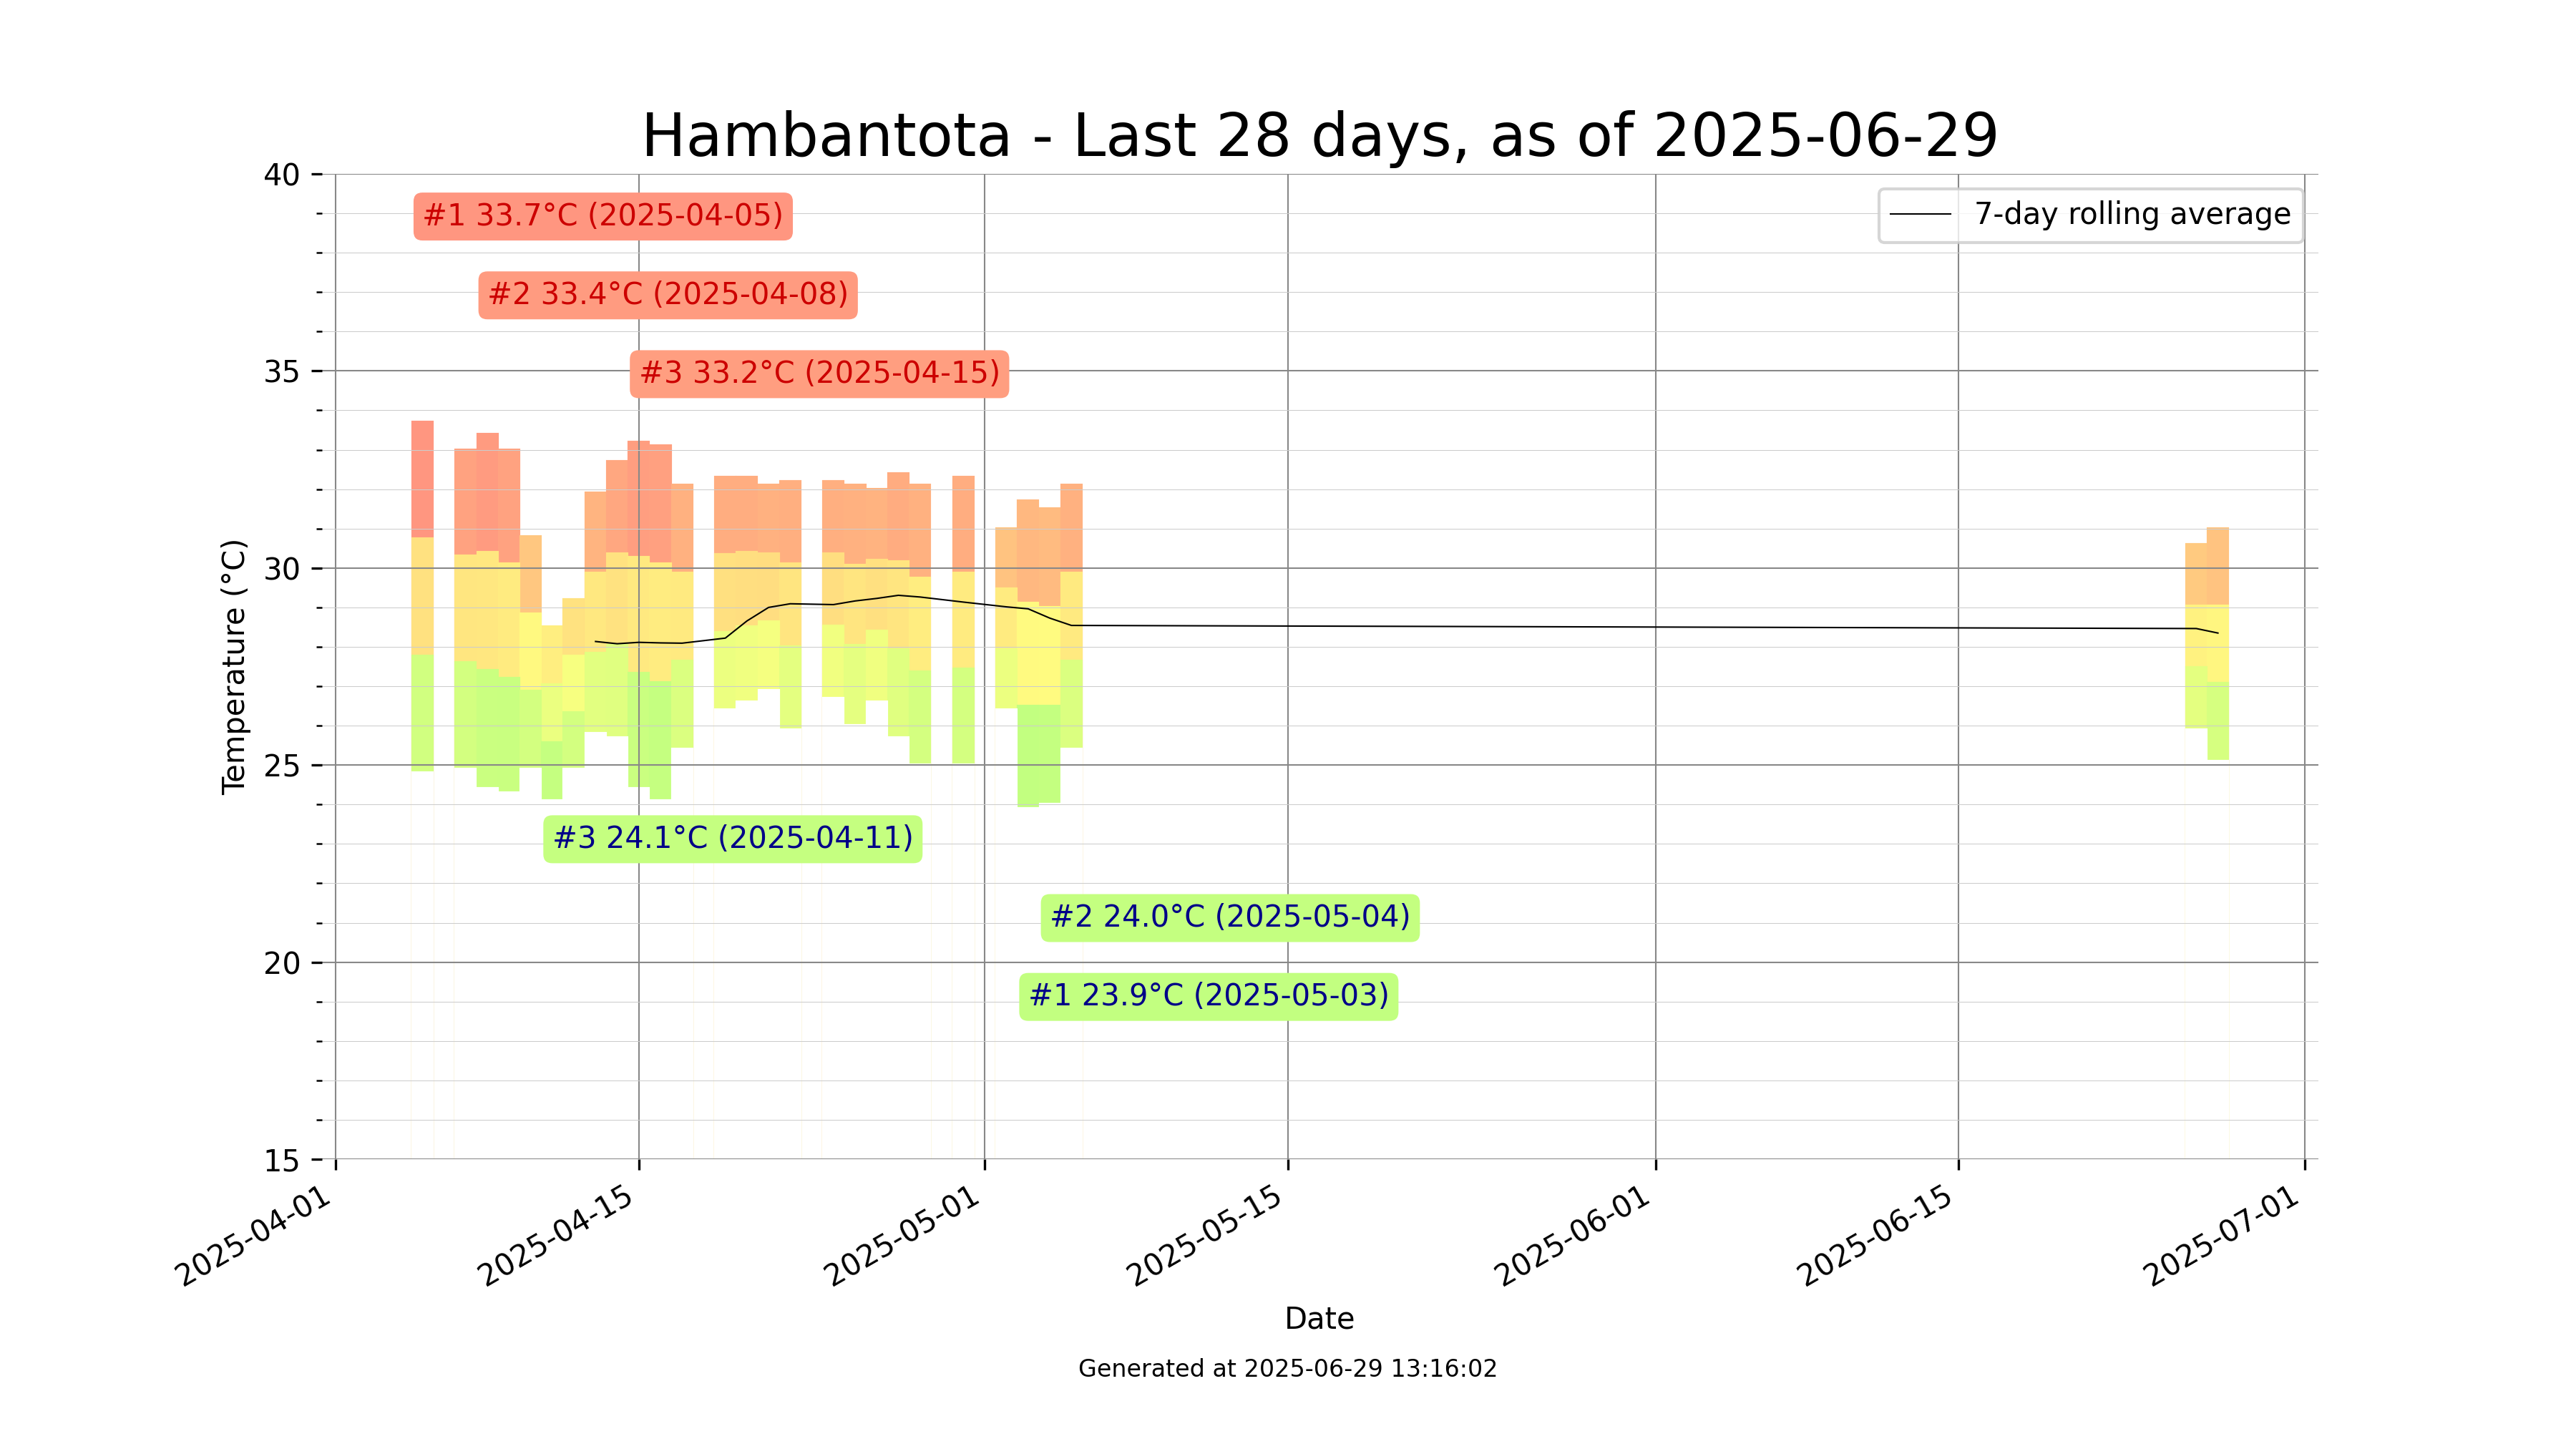 Hambantota - Last 28 days, as of 2025-06-29
40
#1 33.7°C (2025-04-05)
7-day rolling average
#2 33.4°C (2025-04-08)
35
#3 33.2°C (2025-04-15)
30
Temperature (°C)
25
#3 24.1°C (2025-04-11)
#2 24.0°C (2025-05-04)
20
#1 23.9°C (2025-05-03)
15
2025-04-01
2025-04-15
2025-05-01
2025-05-15
2025-06-01
2025-06-15
2025-07-01
Date
Generated at 2025-06-29 13:16:02